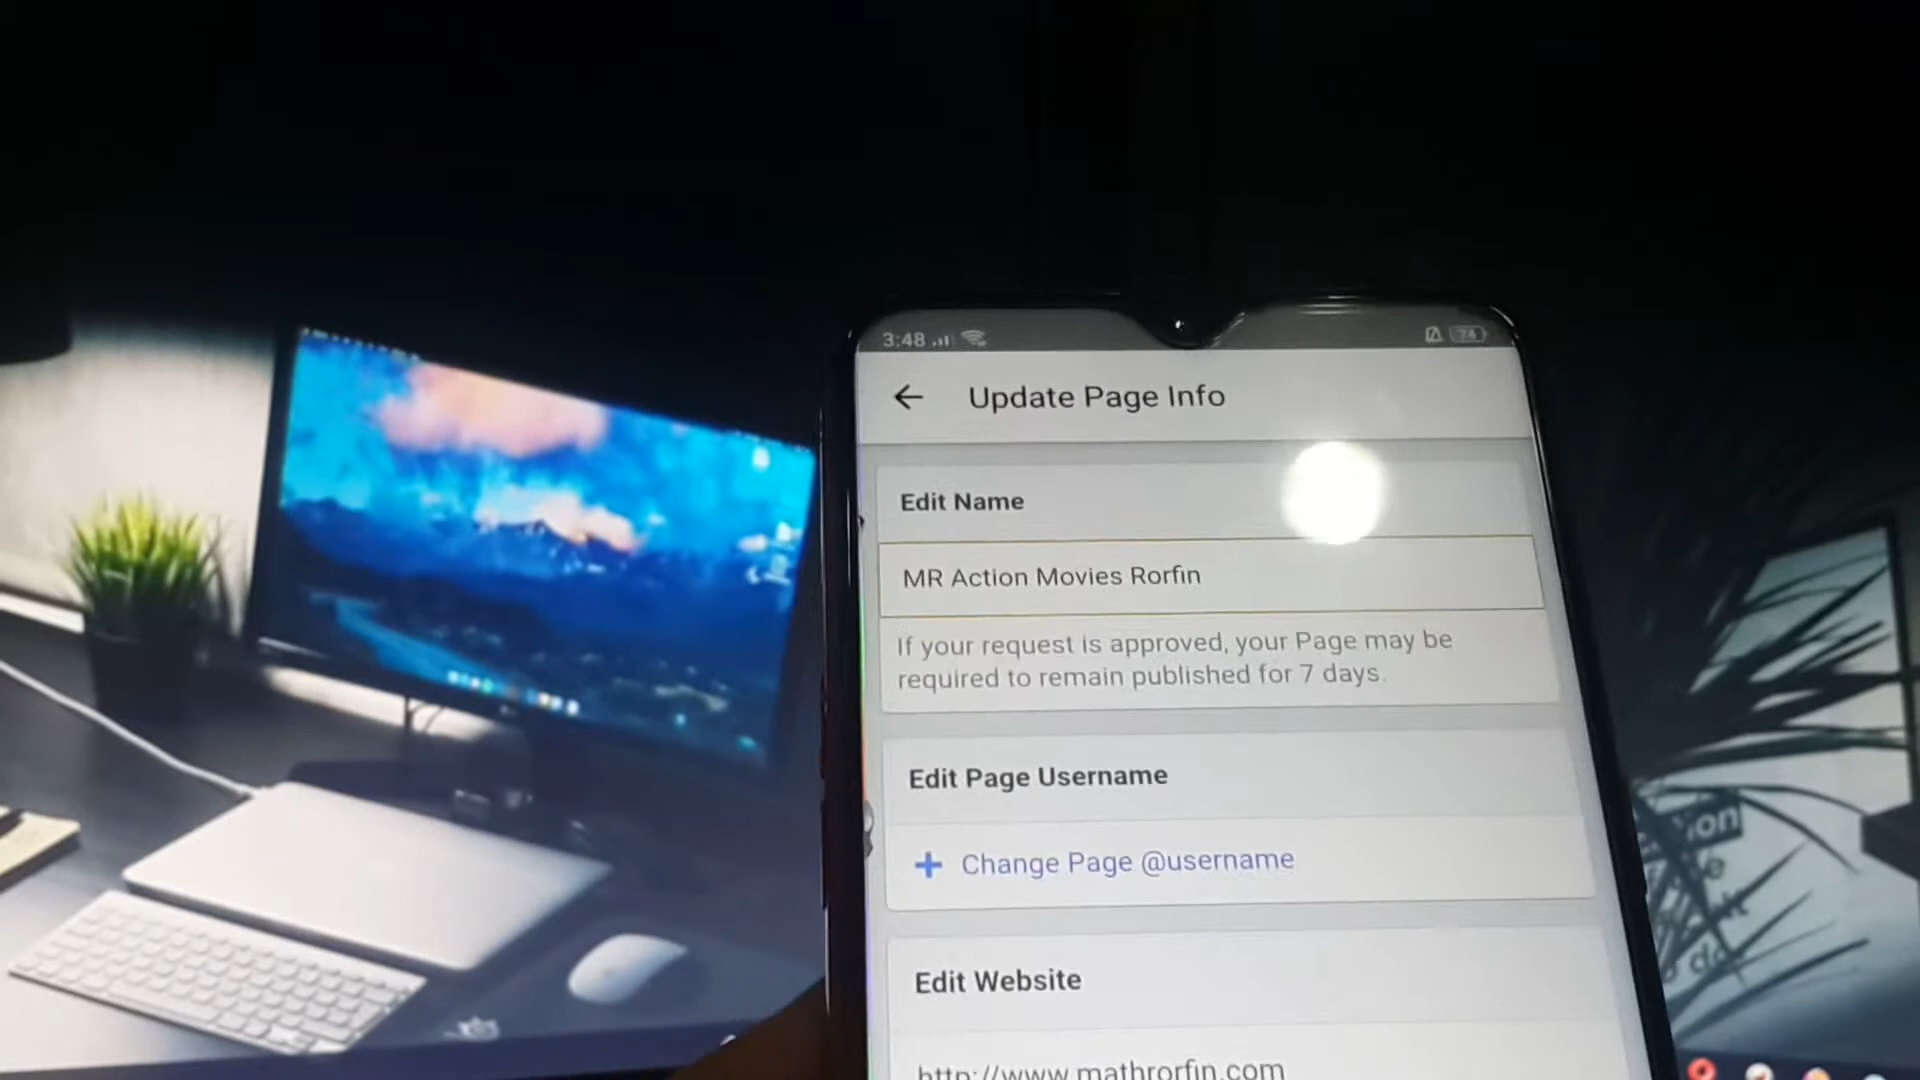 3:48
74
Update Page Info
Edit Name
MR Action Movies Rorfin
If your request is approved, your Page may be
required to remain published for 7 days.
Edit Page Username
+ Change Page @username
Edit Website
http://www.mathrorfin.com